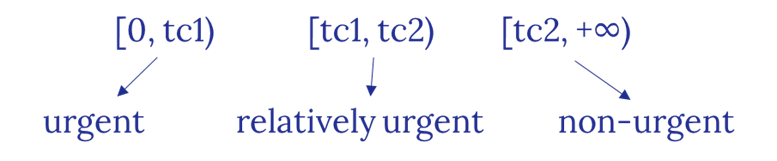 [0, tc1) [tc1, tc2) [tc2, +∞)
urgent relatively urgent non-urgent